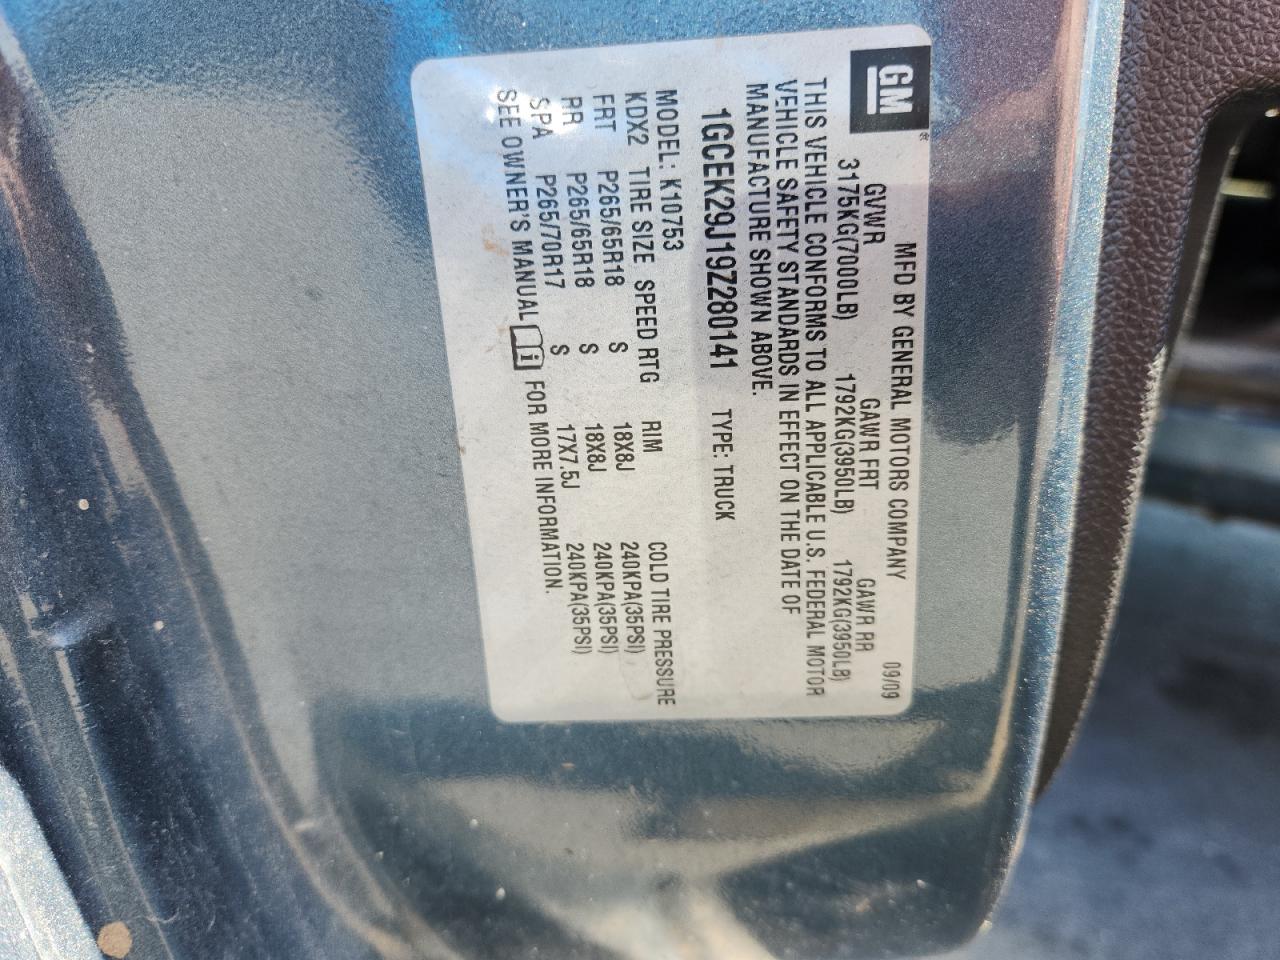 GM
MFD BY GENERAL MOTORS COMPANY 09/09
GVWR GAWR FRT GAWR RR
3175KG(7000LB) 1792KG(3950LB) 1792KG(3950LB)
THIS VEHICLE CONFORMS TO ALL APPLICABLE U.S. FEDERAL MOTOR
VEHICLE SAFETY STANDARDS IN EFFECT ON THE DATE OF
MANUFACTURE SHOWN ABOVE.
1GCEK29J19Z280141 TYPE: TRUCK
MODEL: K10753
KDX2 TIRE SIZE SPEED RTG RIM COLD TIRE PRESSURE
FRT P265/65R18 S 18X8J 240KPA(35PSI)
RR P265/65R18 S 18X8J 240KPA(35PSI)
SPA P265/70R17 S 17X7.5J 240KPA(35PSI)
SEE OWNER'S MANUAL i FOR MORE INFORMATION.